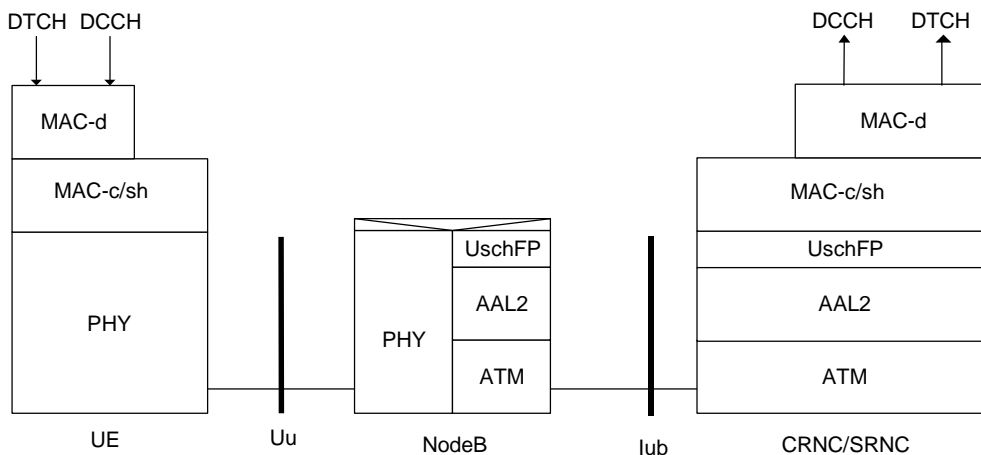 DTCH DCCH
DCCH DTCH
MAC-d
MAC-d
MAC-c/sh
MAC-c/sh
UschFP
UschFP
PHY
PHY
AAL2
AAL2
ATM
ATM
UE
Uu
NodeB
Iub
CRNC/SRNC